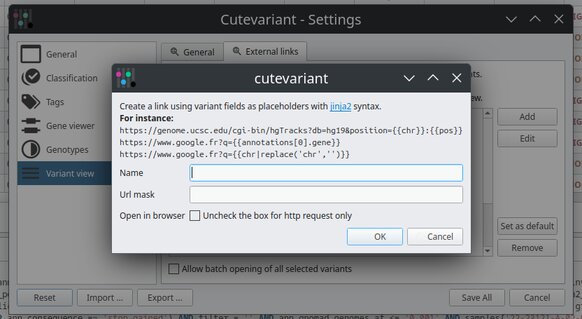 Cutevariant - Settings
General
Classification
Tags
Gene viewer
Genotypes
Variant view
General
External links
cutevariant
Create a link using variant fields as placeholders with jinja2 syntax.
For instance:
https://genome.ucsc.edu/cgi-bin/hgTracks?db=hg19&position={{chr}}:{{pos}}
https://www.google.fr?q={{annotations[0].gene}}
https://www.google.fr?q={{chr|replace('chr','')}}
Name
Url mask
Open in browser
Uncheck the box for http request only
OK
Cancel
nts.
ew.
Add
Edit
Set as default
Remove
Allow batch opening of all selected variants
Reset
Import ...
Export ...
Save All
Cancel